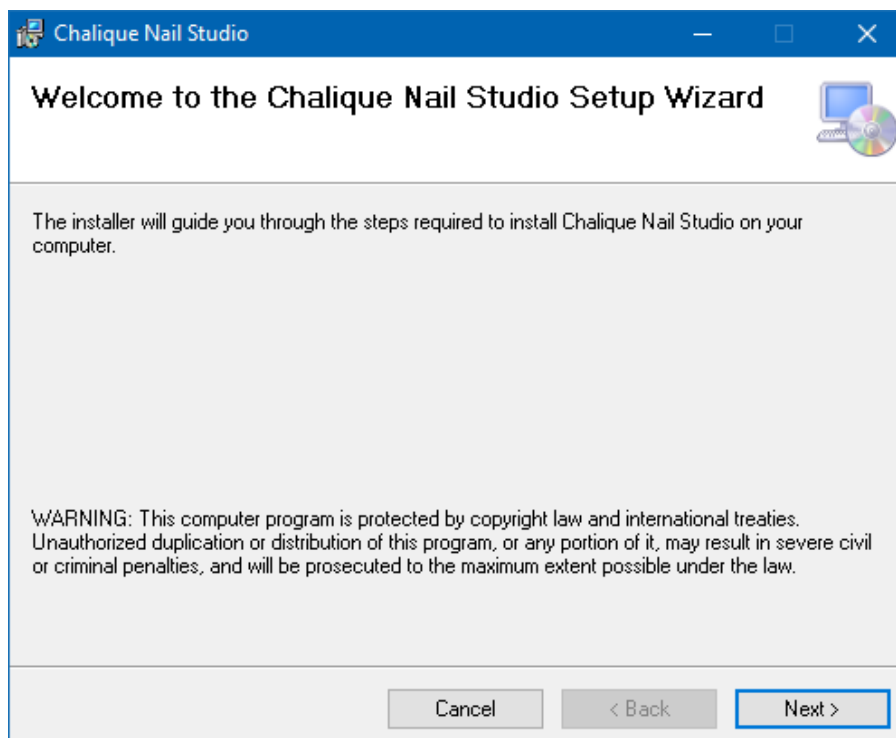 Chalique Nail Studio
Welcome to the Chalique Nail Studio Setup Wizard
The installer will guide you through the steps required to install Chalique Nail Studio on your
computer.
WARNING: This computer program is protected by copyright law and international treaties.
Unauthorized duplication or distribution of this program, or any portion of it, may result in severe civil
or criminal penalties, and will be prosecuted to the maximum extent possible under the law.
Cancel
< Back
Next >